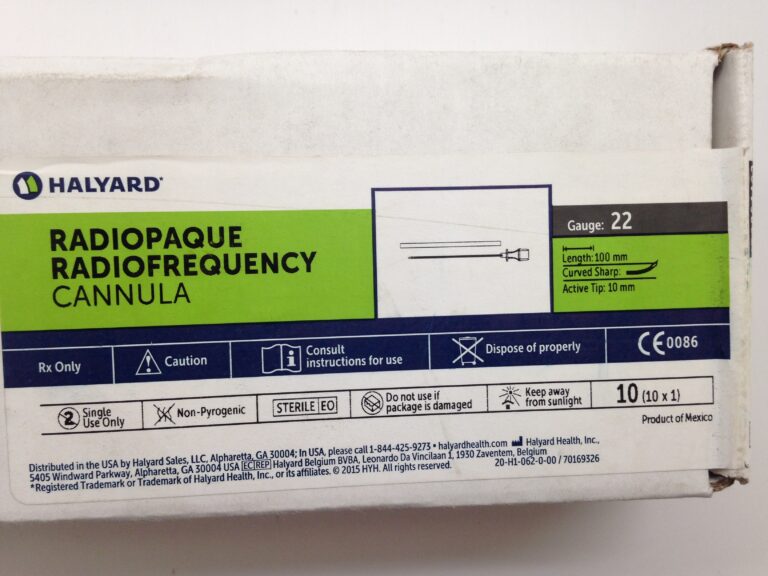 HALYARD*
RADIOPAQUE
RADIOFREQUENCY
CANNULA
Gauge: 22
Length: 100 mm
Curved Sharp:
Active Tip: 10 mm
Rx Only
Caution
Consult
instructions for use
Dispose of properly
CE 0086
2 Single
Use Only
Non-Pyrogenic
STERILE EO
Do not use if
package is damaged
Keep away
from sunlight
10 (10 x 1)
Product of Mexico
Distributed in the USA by Halyard Sales, LLC, Alpharetta, GA 30004; In USA, please call 1-844-425-9273 • halyardhealth.com Halyard Health, Inc.,
5405 Windward Parkway, Alpharetta, GA 30004 USA EC REP Halyard Belgium BVBA, Leonardo Da Vincilaan 1, 1930 Zaventem, Belgium
*Registered Trademark or Trademark of Halyard Health, Inc., or its affiliates. © 2015 HYH. All rights reserved. 20-H1-062-0-00 / 70169326